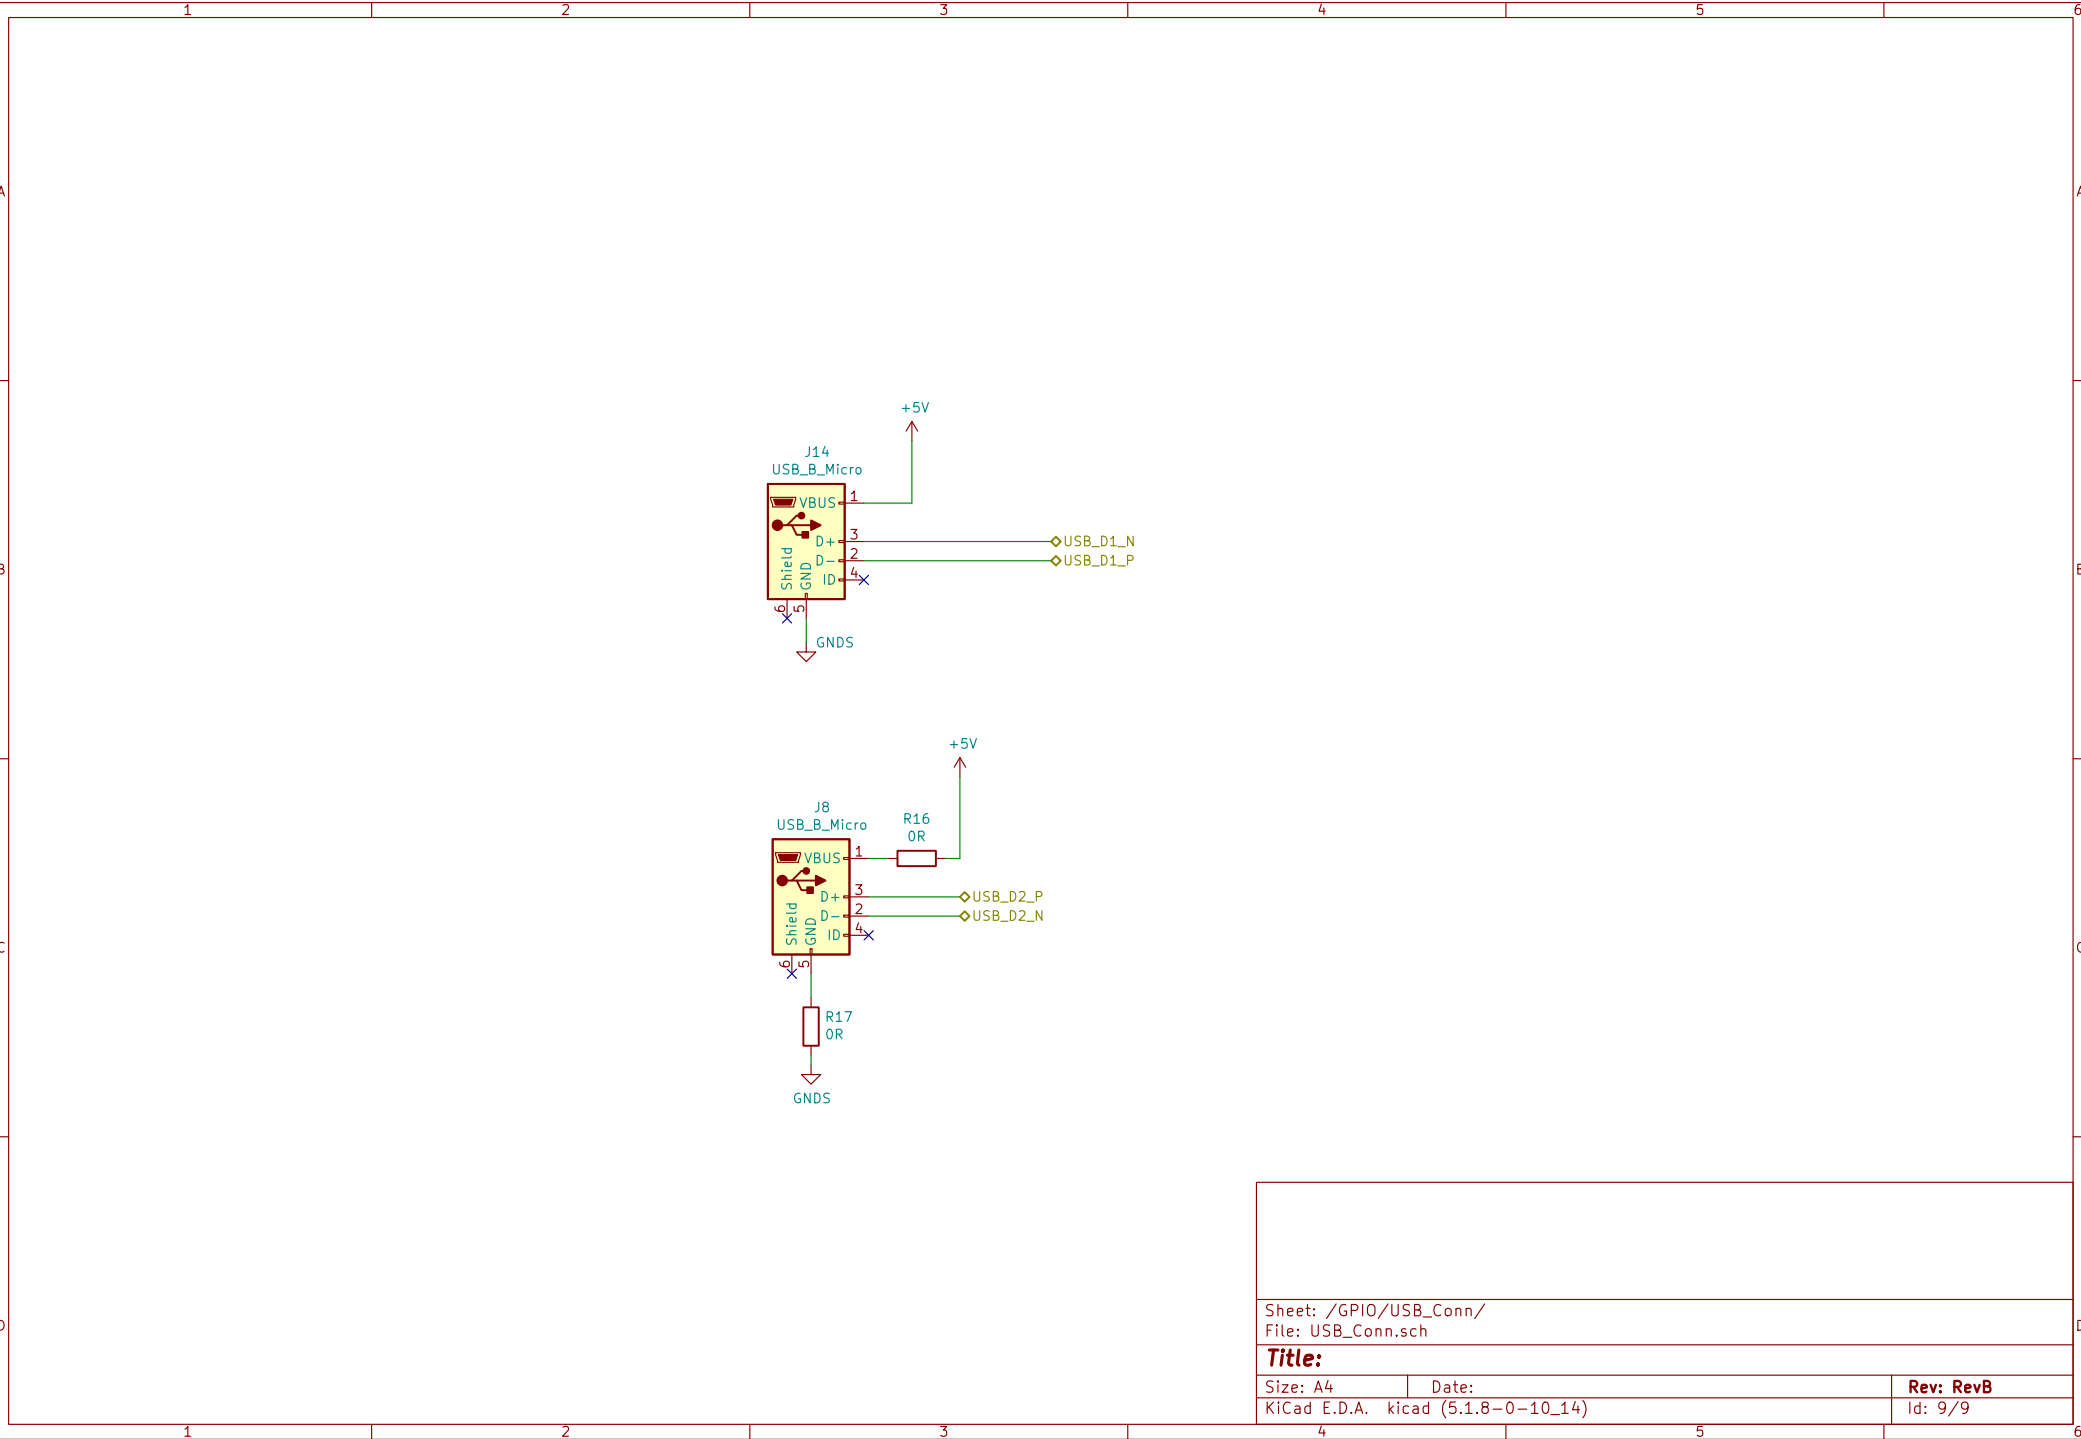 1 2 3 4 5 6
A A
+5V
J14
USB_B_Micro
VBUS 1
D+ 3 USB_D1_N
D- 2 USB_D1_P
ID 4
Shield GND
6 5
GNDS
B B
+5V
J8
USB_B_Micro
R16
0R
VBUS 1
D+ 3 USB_D2_P
D- 2 USB_D2_N
ID 4
Shield GND
6 5
C C
R17
0R
GNDS
Sheet: /GPIO/USB_Conn/
File: USB_Conn.sch
D D
Title:
Size: A4 Date: Rev: RevB
KiCad E.D.A. kicad (5.1.8-0-10_14) Id: 9/9
1 2 3 4 5 6